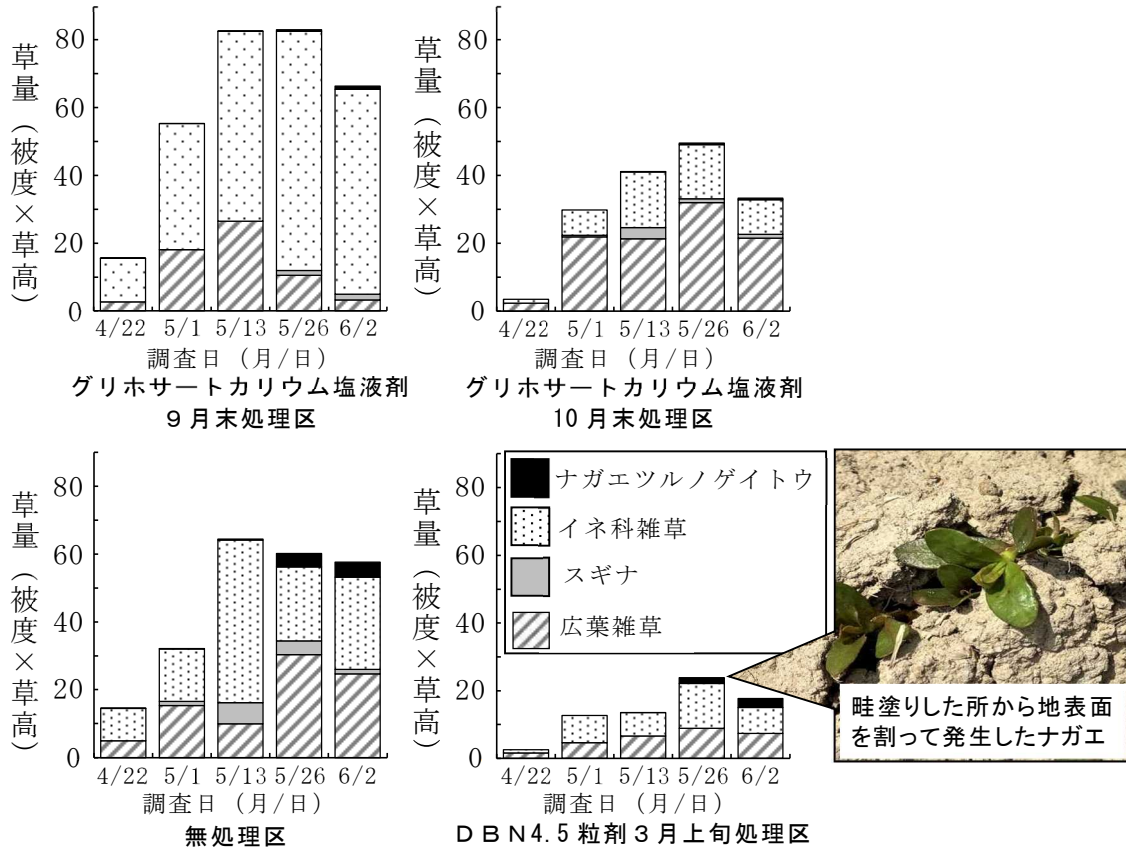 草量（被度×草高）
80
60
40
20
0
4/22 5/1 5/13 5/26 6/2
調査日（月/日）
グリホサートカリウム塩液剤
９月末処理区
草量（被度×草高）
80
60
40
20
0
4/22 5/1 5/13 5/26 6/2
調査日（月/日）
グリホサートカリウム塩液剤
10月末処理区
草量（被度×草高）
80
60
40
20
0
4/22 5/1 5/13 5/26 6/2
調査日（月/日）
無処理区
草量（被度×草高）
80
60
40
20
0
ナガエツルノゲイトウ
イネ科雑草
スギナ
広葉雑草
4/22 5/1 5/13 5/26 6/2
調査日（月/日）
ＤＢＮ4.5粒剤３月上旬処理区
畦塗りした所から地表面
を割って発生したナガエ